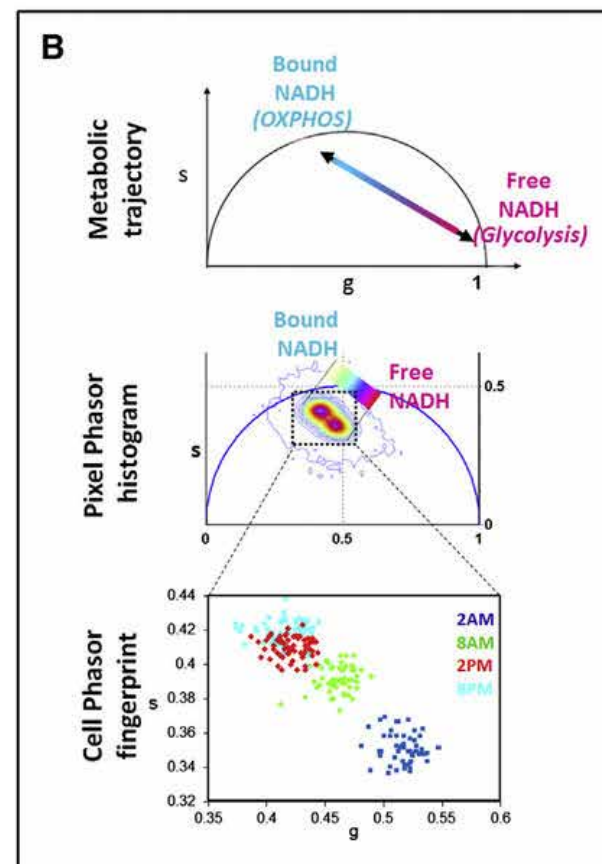 B
Metabolic
trajectory
Bound
NADH
(OXPHOS)
Free
NADH
(Glycolysis)
S
g
1
Pixel Phasor
histogram
Bound
NADH
Free
NADH
0.5
0
S
0
0.5
1
Cell Phasor
fingerprint
0.44
0.42
0.4
0.38
0.36
0.34
0.32
S
2AM
8AM
2PM
8PM
0.35
0.4
0.45
0.5
0.55
0.6
g